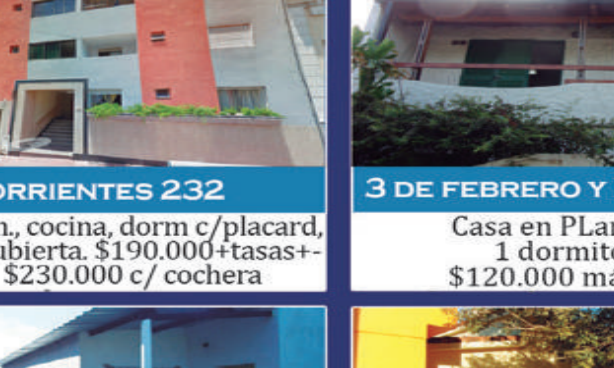 ORRIENTES 232
n., cocina, dorm c/placard,
ubierta. $190.000+tasas+-
$230.000 c/ cochera
3 DE FEBRERO Y
Casa en PLan
1 dormito
$120.000 má